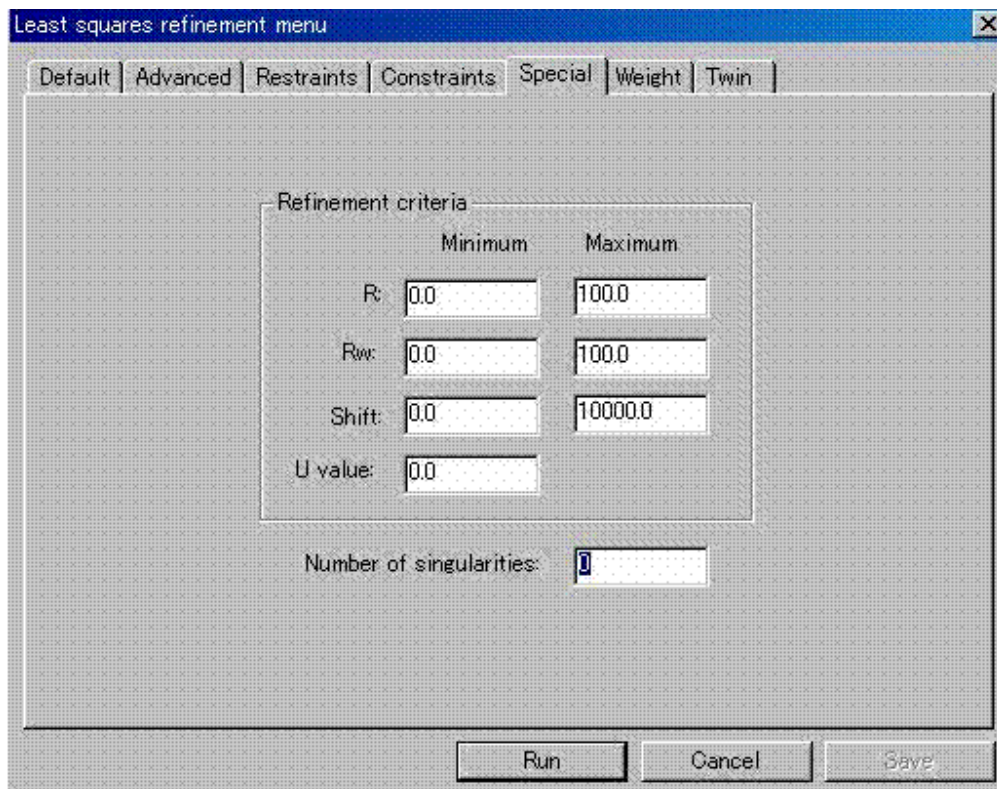 Least squares refinement menu
Default Advanced Restraints Constraints Special Weight Twin
Refinement criteria
Minimum Maximum
R: 0.0 100.0
Rw: 0.0 100.0
Shift: 0.0 10000.0
U value: 0.0
Number of singularities: 0
Run Cancel Save